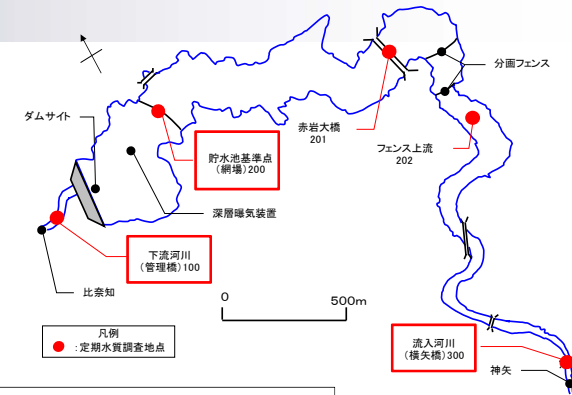 分画フェンス
ダムサイト
赤岩大橋
201
フェンス上流
202
貯水池基準点
(網場)200
深層曝気装置
下流河川
(管理橋)100
比奈知
0
500m
凡例
:定期水質調査地点
流入河川
(横矢橋)300
神矢